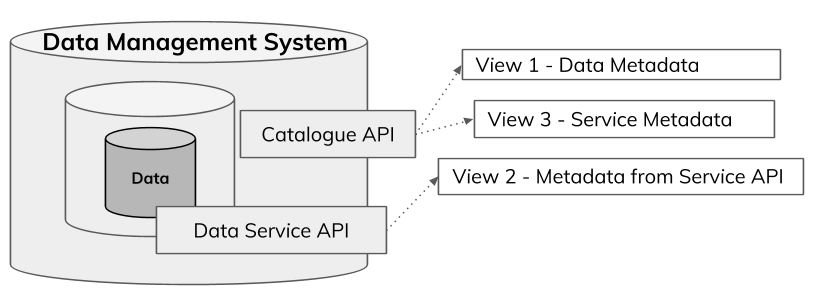 Data Management System
View 1 - Data Metadata
Catalogue API
View 3 - Service Metadata
Data
View 2 - Metadata from Service API
Data Service API